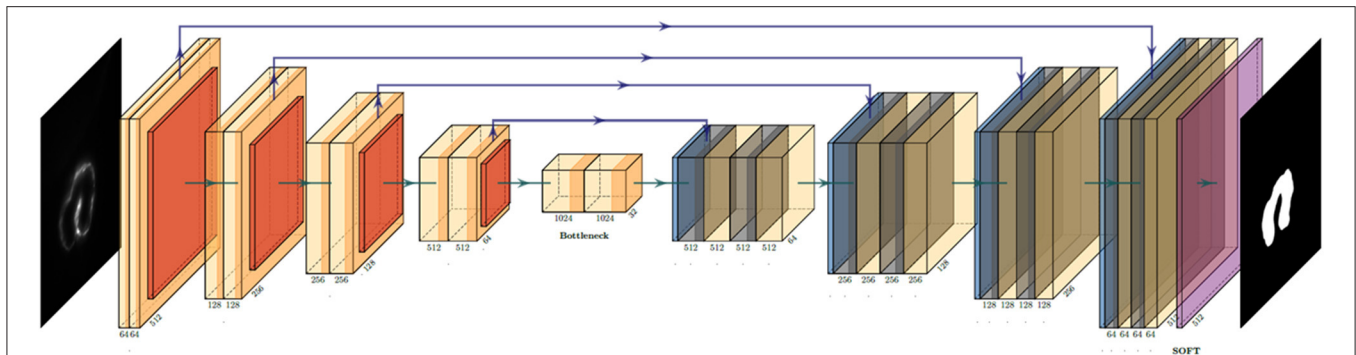 64 64 512
128 128 256
256 256 128
512 512 64
1024 1024 32
Bottleneck
512 512 512 512 64
256 256 256 256 128
128 128 128 128 256
64 64 64 64 512
512
SOFT